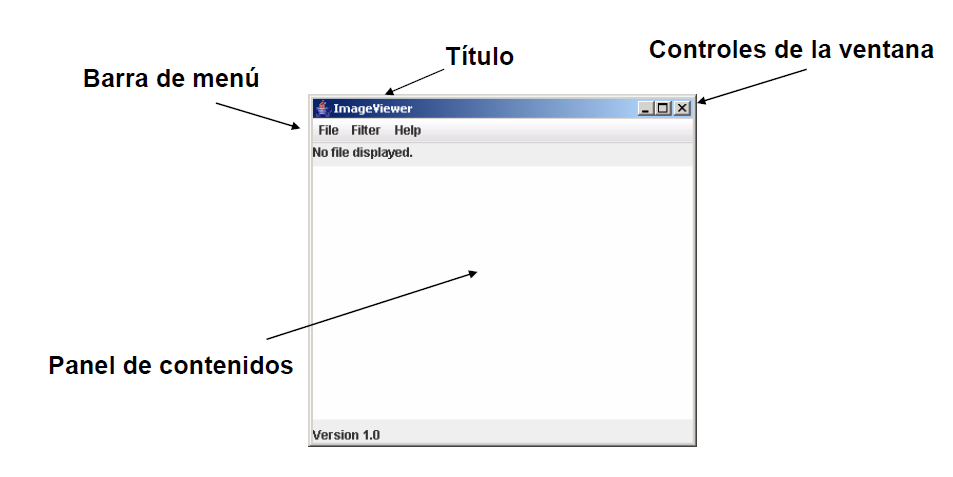 Título
Controles de la ventana
Barra de menú
ImageViewer
File Filter Help
No file displayed.
Panel de contenidos
Version 1.0